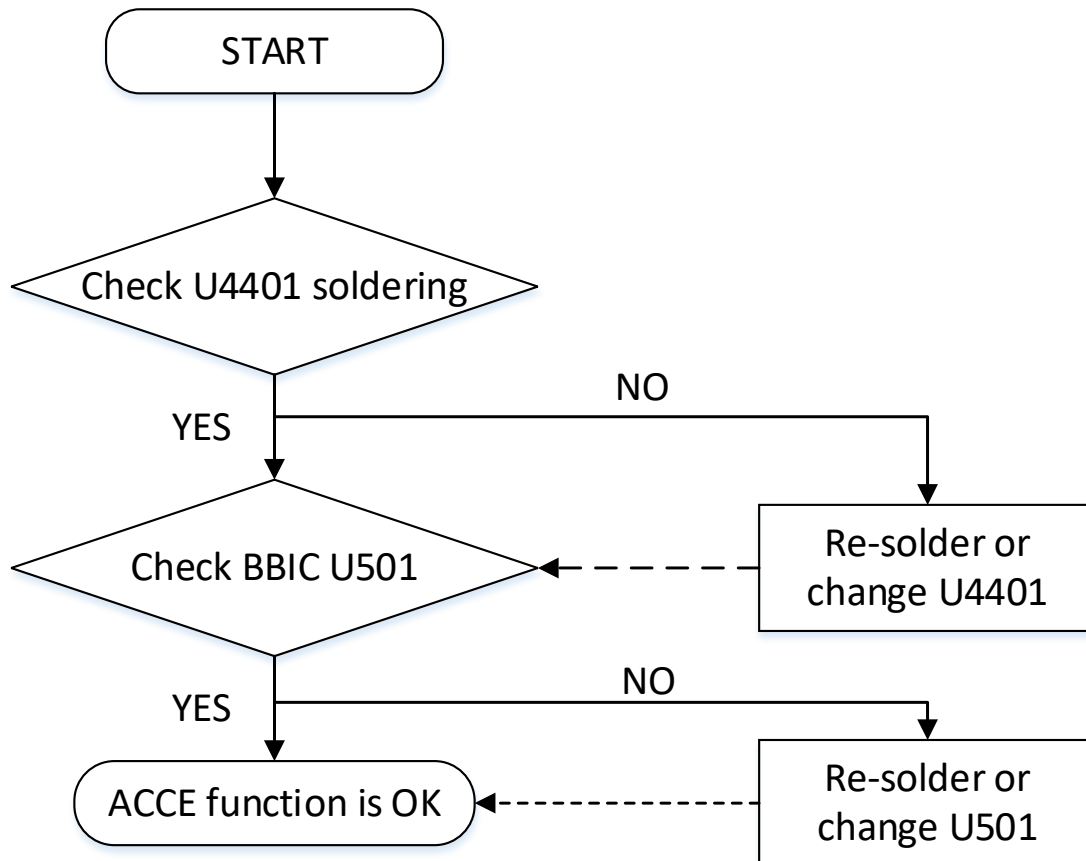 START
Check U4401 soldering
NO
YES
Re-solder or
change U4401
Check BBIC U501
NO
YES
Re-solder or
change U501
ACCE function is OK